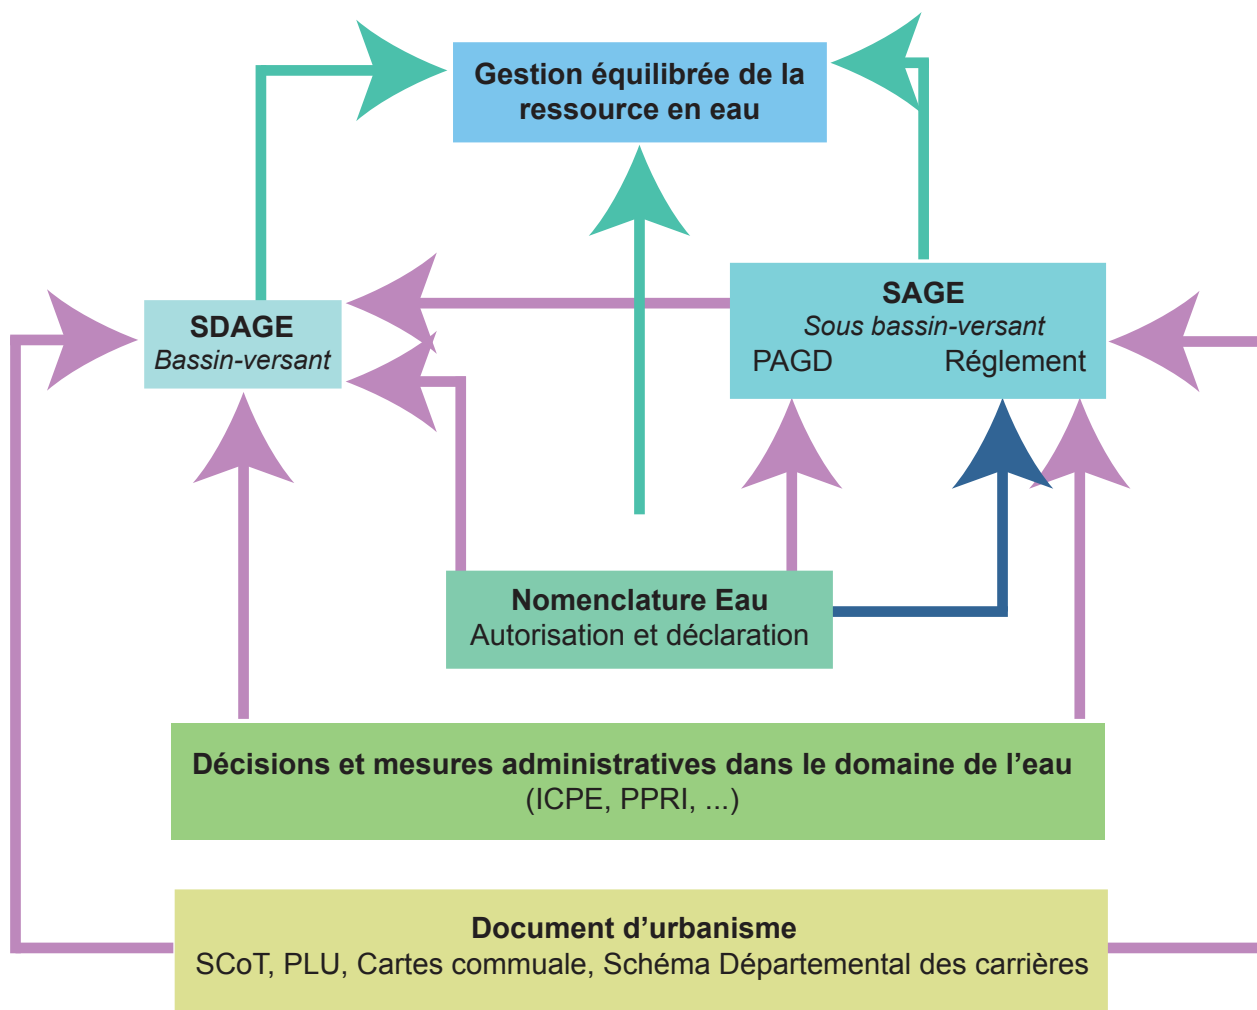 Gestion équilibrée de la
ressource en eau
SDAGE
Bassin-versant
SAGE
Sous bassin-versant
PAGD Réglement
Nomenclature Eau
Autorisation et déclaration
Décisions et mesures administratives dans le domaine de l’eau
(ICPE, PPRI, ...)
Document d’urbanisme
SCoT, PLU, Cartes commuale, Schéma Départemental des carrières